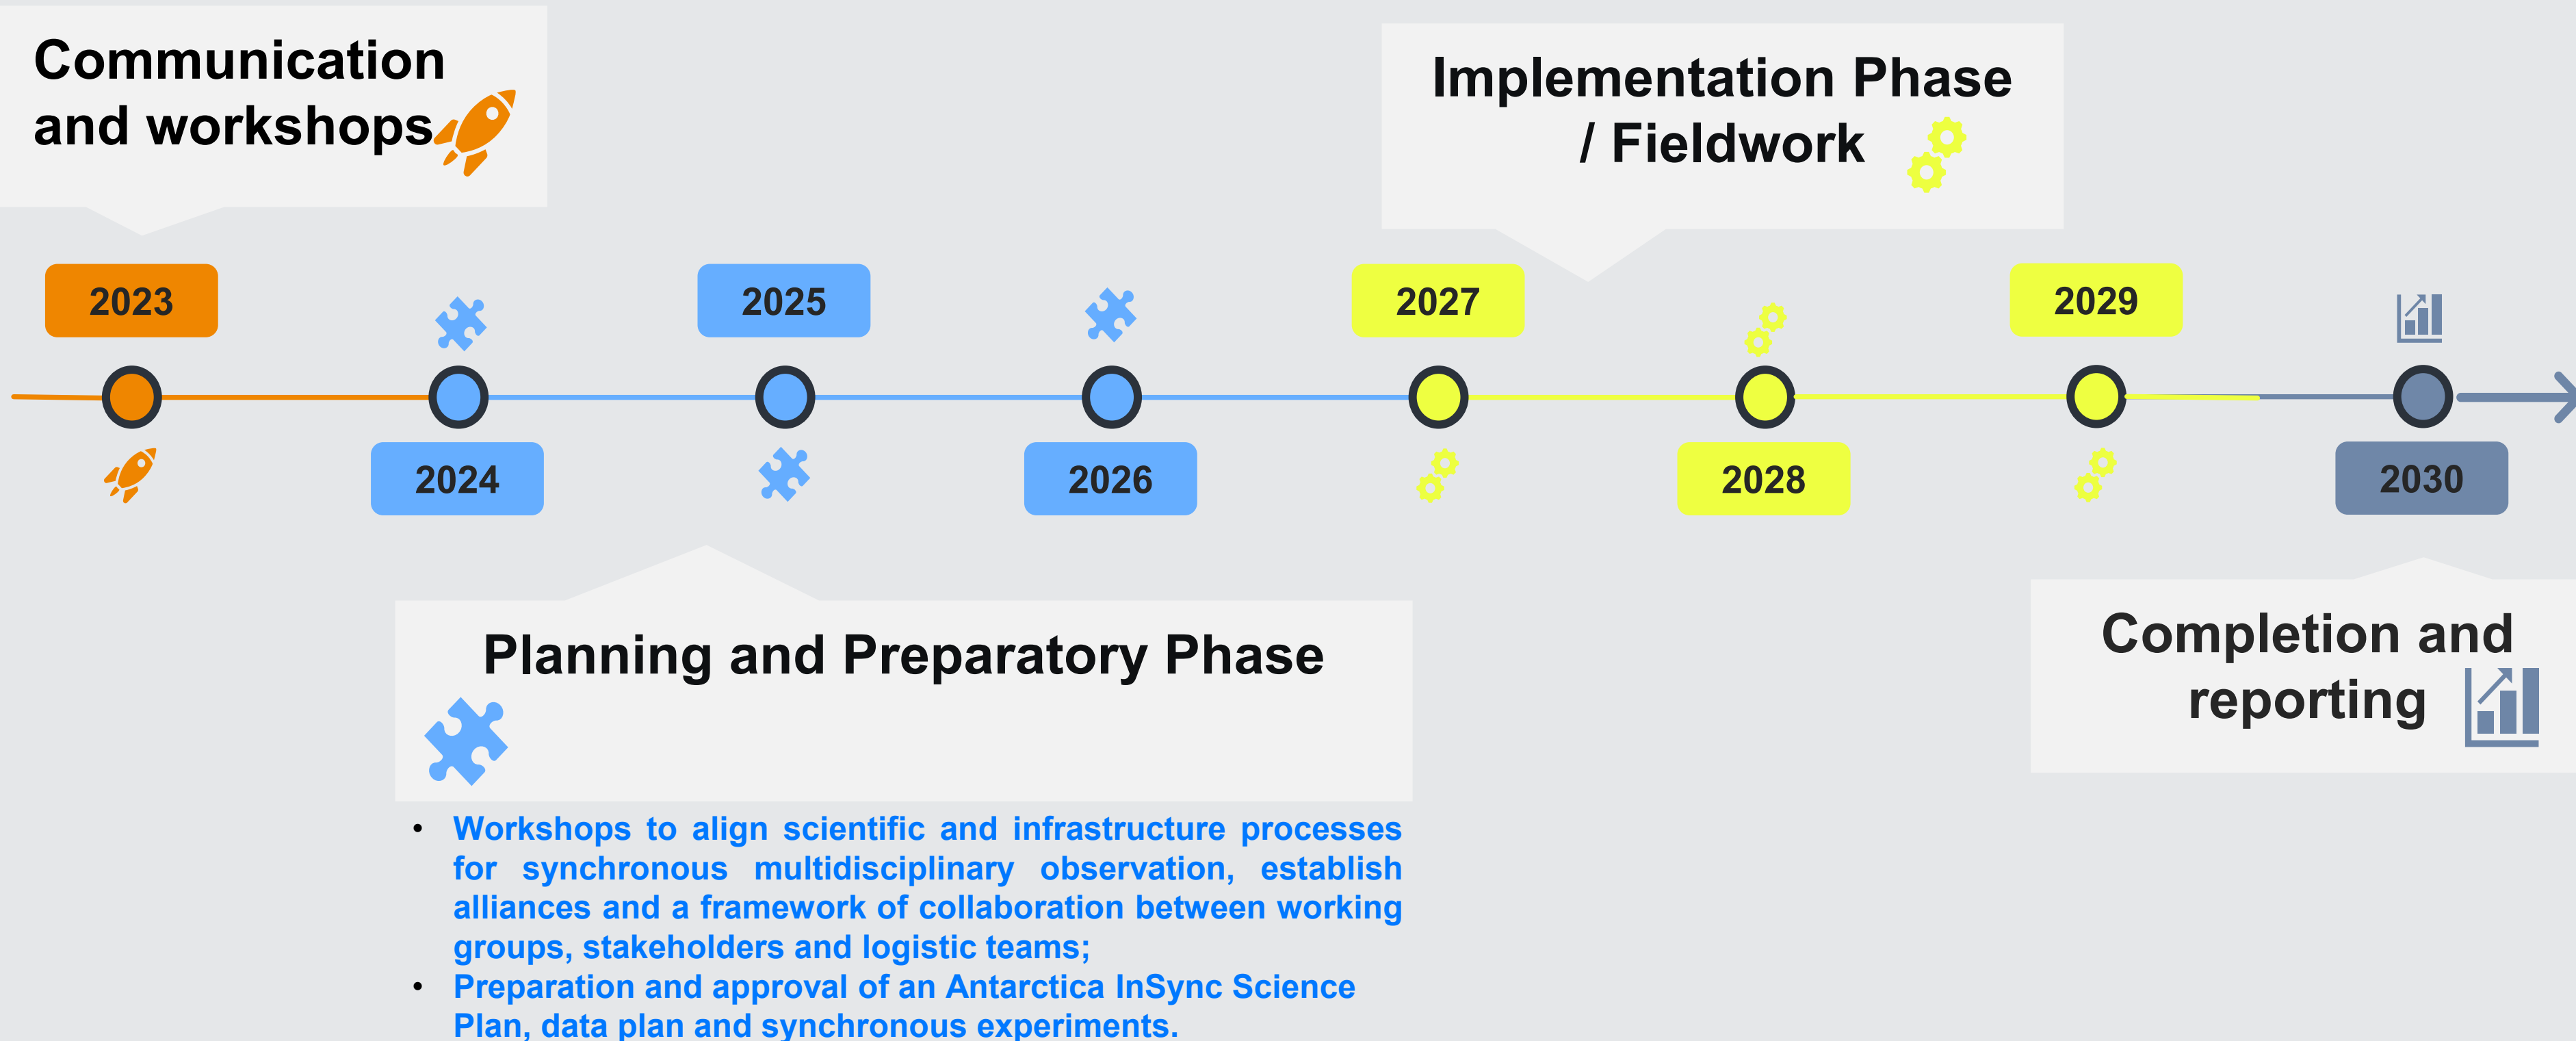 Communication
and workshops
Implementation Phase
/ Fieldwork
2023
2025
2027
2029
2024
2026
2028
2030
Planning and Preparatory Phase
Completion and
reporting
• Workshops to align scientific and infrastructure processes
for synchronous multidisciplinary observation, establish
alliances and a framework of collaboration between working
groups, stakeholders and logistic teams;
• Preparation and approval of an Antarctica InSync Science
Plan, data plan and synchronous experiments.